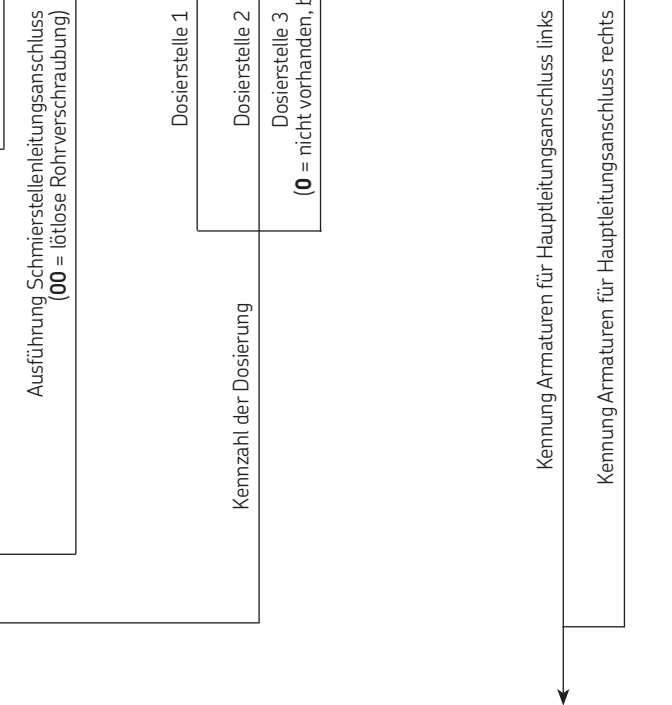 Ausführung Schmierstellenleitungsanschluss
(00 = lötlose Rohrverschraubung)
Dosierstelle 1
Dosierstelle 2
Dosierstelle 3
(0 = nicht vorhanden,
Kennzahl der Dosierung
Kennung Armaturen für Hauptleitungsanschluss links
Kennung Armaturen für Hauptleitungsanschluss rechts